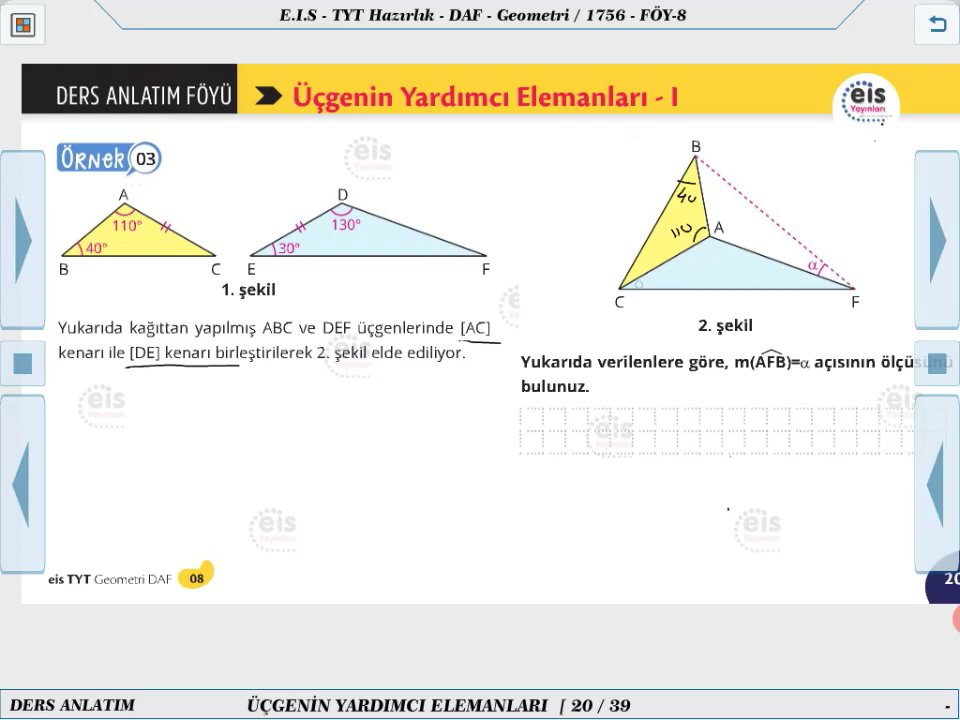 E.I.S - TYT Hazırlık - DAF - Geometri / 1756 - FÖY-8
DERS ANLATIM FÖYÜ
Üçgenin Yardımcı Elemanları - I
eis
Yayınları
ÖRNEK 03
A
110°
40°
B
C
D
130°
30°
E
F
1. şekil
Yukarıda kağıttan yapılmış ABC ve DEF üçgenlerinde [AC]
kenarı ile [DE] kenarı birleştirilerek 2. şekil elde ediliyor.
B
40
110
A
α
C
F
2. şekil
Yukarıda verilenlere göre, m(AFB)=α açısının ölçüsünü
bulunuz.
eis TYT Geometri DAF 08
20
DERS ANLATIM
ÜÇGENİN YARDIMCI ELEMANLARI [ 20 / 39
-